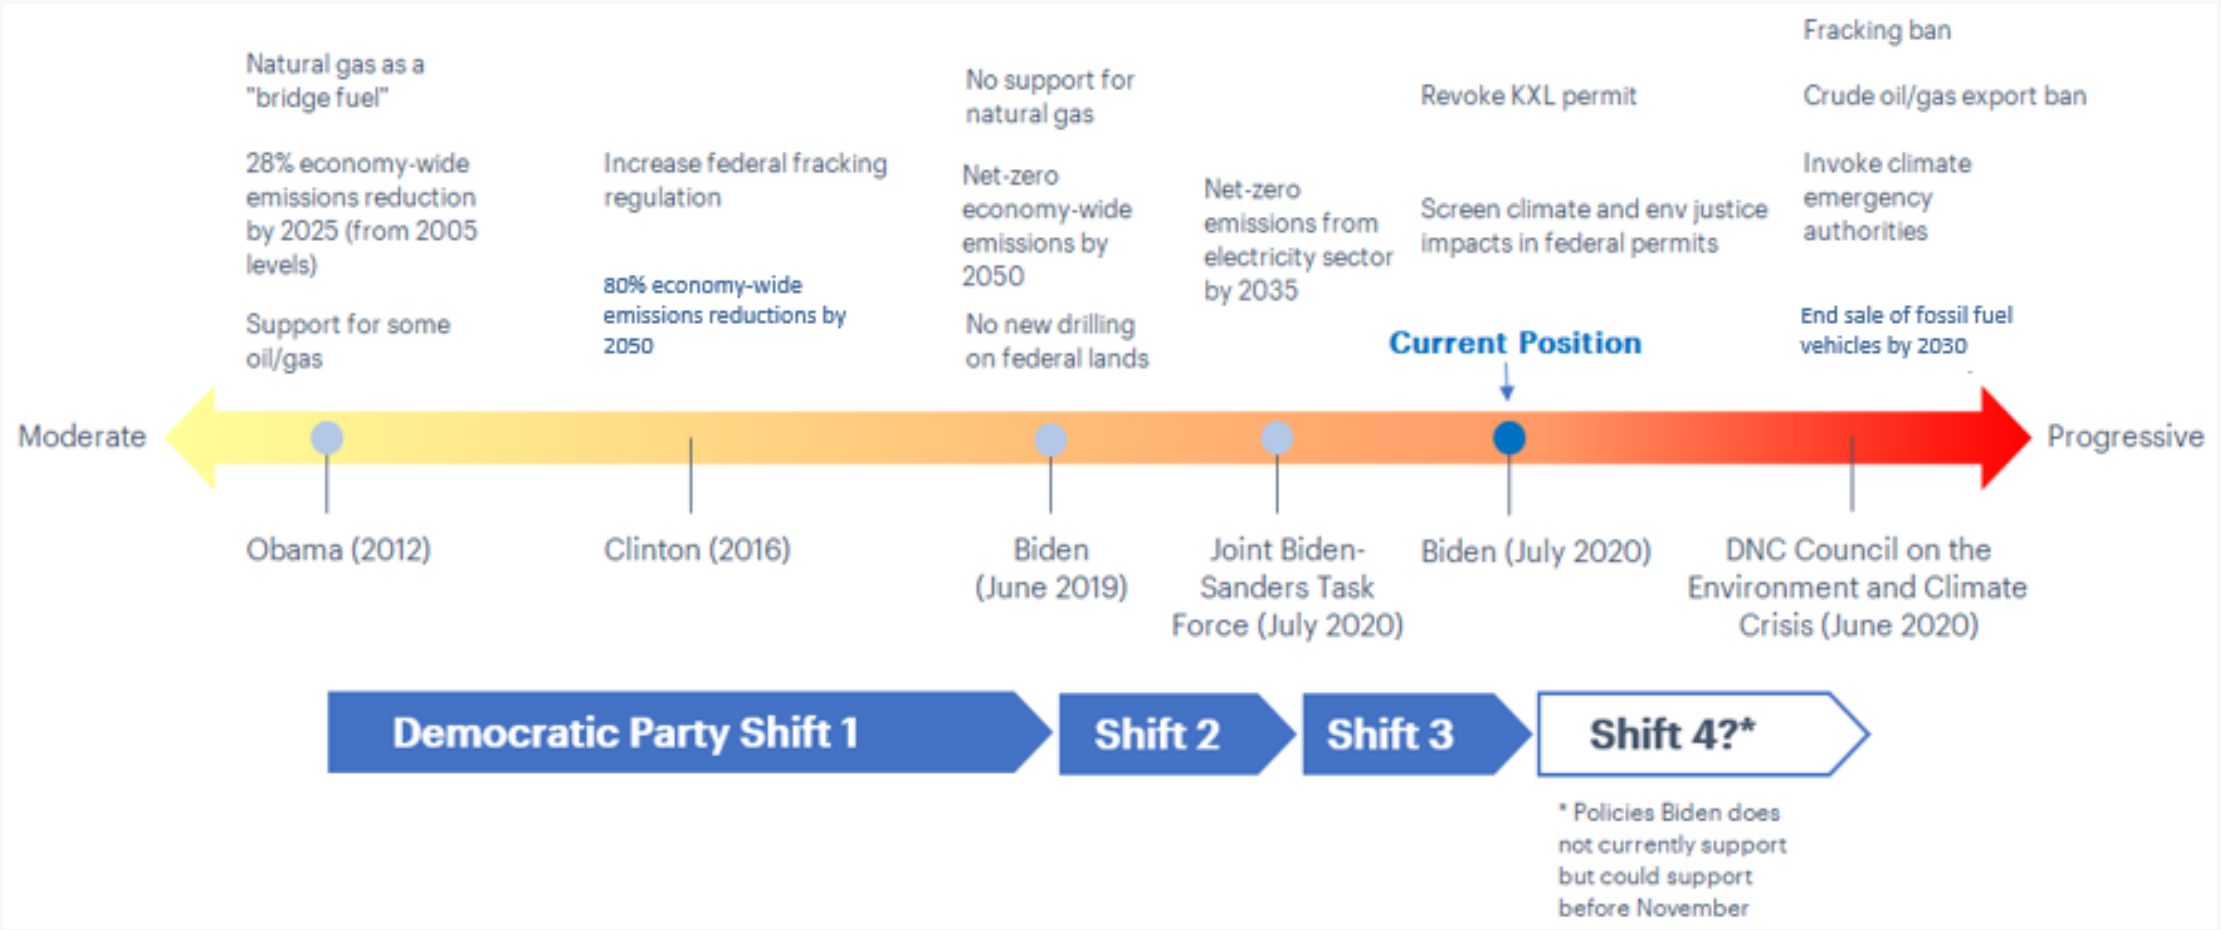 Natural gas as a
"bridge fuel"
28% economy-wide
emissions reduction
by 2025 (from 2005
levels)
Support for some
oil/gas
Increase federal fracking
regulation
80% economy-wide
emissions reductions by
2050
No support for
natural gas
Net-zero
economy-wide
emissions by
2050
No new drilling
on federal lands
Net-zero
emissions from
electricity sector
by 2035
Revoke KXL permit
Screen climate and env justice
impacts in federal permits
Current Position
Fracking ban
Crude oil/gas export ban
Invoke climate
emergency
authorities
End sale of fossil fuel
vehicles by 2030
Moderate
Progressive
Obama (2012)
Clinton (2016)
Biden
(June 2019)
Joint Biden-
Sanders Task
Force (July 2020)
Biden (July 2020)
DNC Council on the
Environment and Climate
Crisis (June 2020)
Democratic Party Shift 1
Shift 2
Shift 3
Shift 4?*
* Policies Biden does
not currently support
but could support
before November